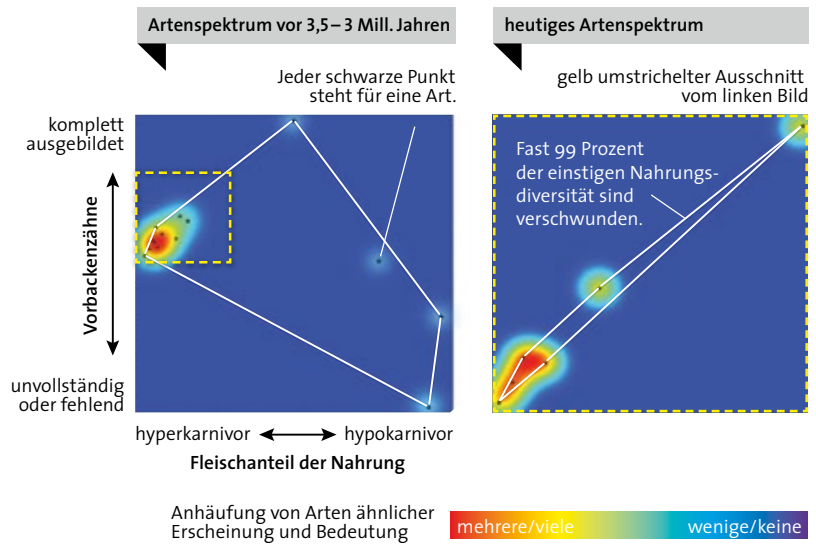 Artenspektrum vor 3,5–3 Mill. Jahren
heutiges Artenspektrum
Jeder schwarze Punkt
steht für eine Art.
gelb umstrichelter Ausschnitt
vom linken Bild
komplett
ausgebildet
Vorbackenzähne
unvollständig
oder fehlend
Fast 99 Prozent
der einstigen Nahrungs-
diversität sind
verschwunden.
hyperkarnivor
hypokarnivor
Fleischanteil der Nahrung
Anhäufung von Arten ähnlicher
Erscheinung und Bedeutung
mehrere/viele
wenige/keine